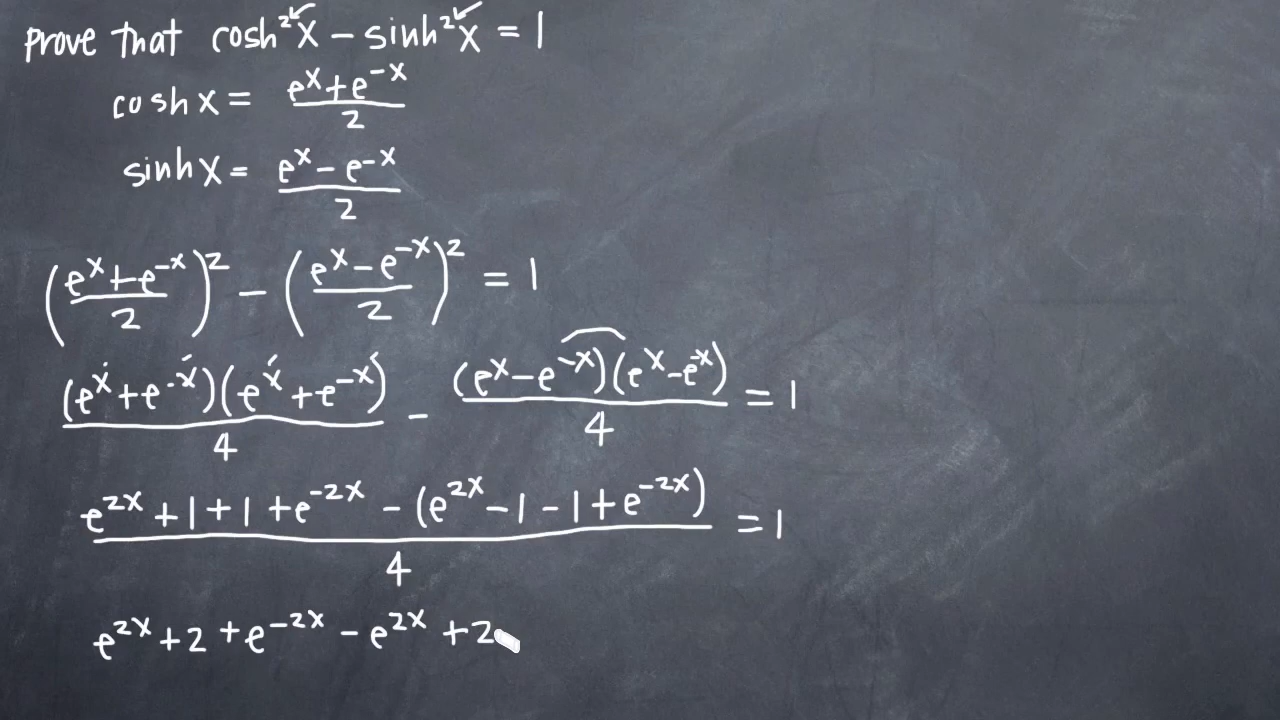 prove that cosh²x − sinh²x = 1
cosh x = (e^x + e^-x)/2
sinh x = (e^x − e^-x)/2
((e^x + e^-x)/2)² − ((e^x − e^-x)/2)² = 1
(e^x + e^-x)(e^x + e^-x)/4 − (e^x − e^-x)(e^x − e^-x)/4 = 1
(e^2x + 1 + 1 + e^-2x − (e^2x − 1 − 1 + e^-2x))/4 = 1
e^2x + 2 + e^-2x − e^2x + 2